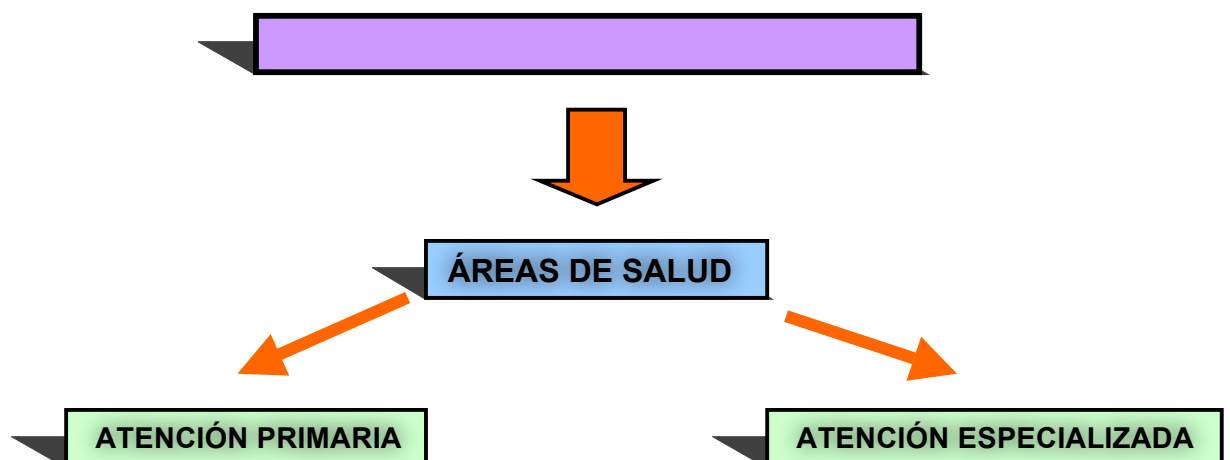 ÁREAS DE SALUD
ATENCIÓN PRIMARIA
ATENCIÓN ESPECIALIZADA